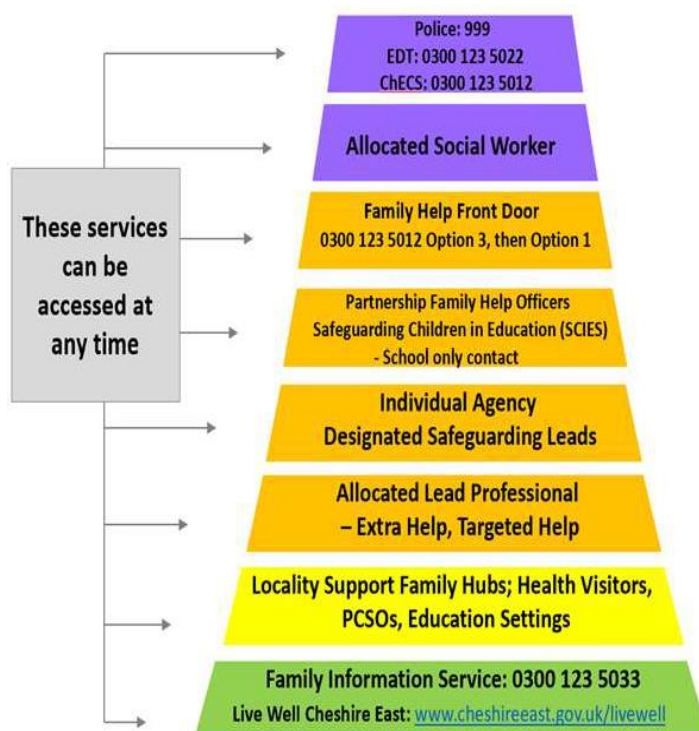 Police: 999
EDT: 0300 123 5022
ChECS: 0300 123 5012
Allocated Social Worker
These services
can be
accessed at
any time
Family Help Front Door
0300 123 5012 Option 3, then Option 1
Partnership Family Help Officers
Safeguarding Children in Education (SCIES)
- School only contact
Individual Agency
Designated Safeguarding Leads
Allocated Lead Professional
– Extra Help, Targeted Help
Locality Support Family Hubs; Health Visitors,
PCSOs, Education Settings
Family Information Service: 0300 123 5033
Live Well Cheshire East: www.cheshireeast.gov.uk/livewell